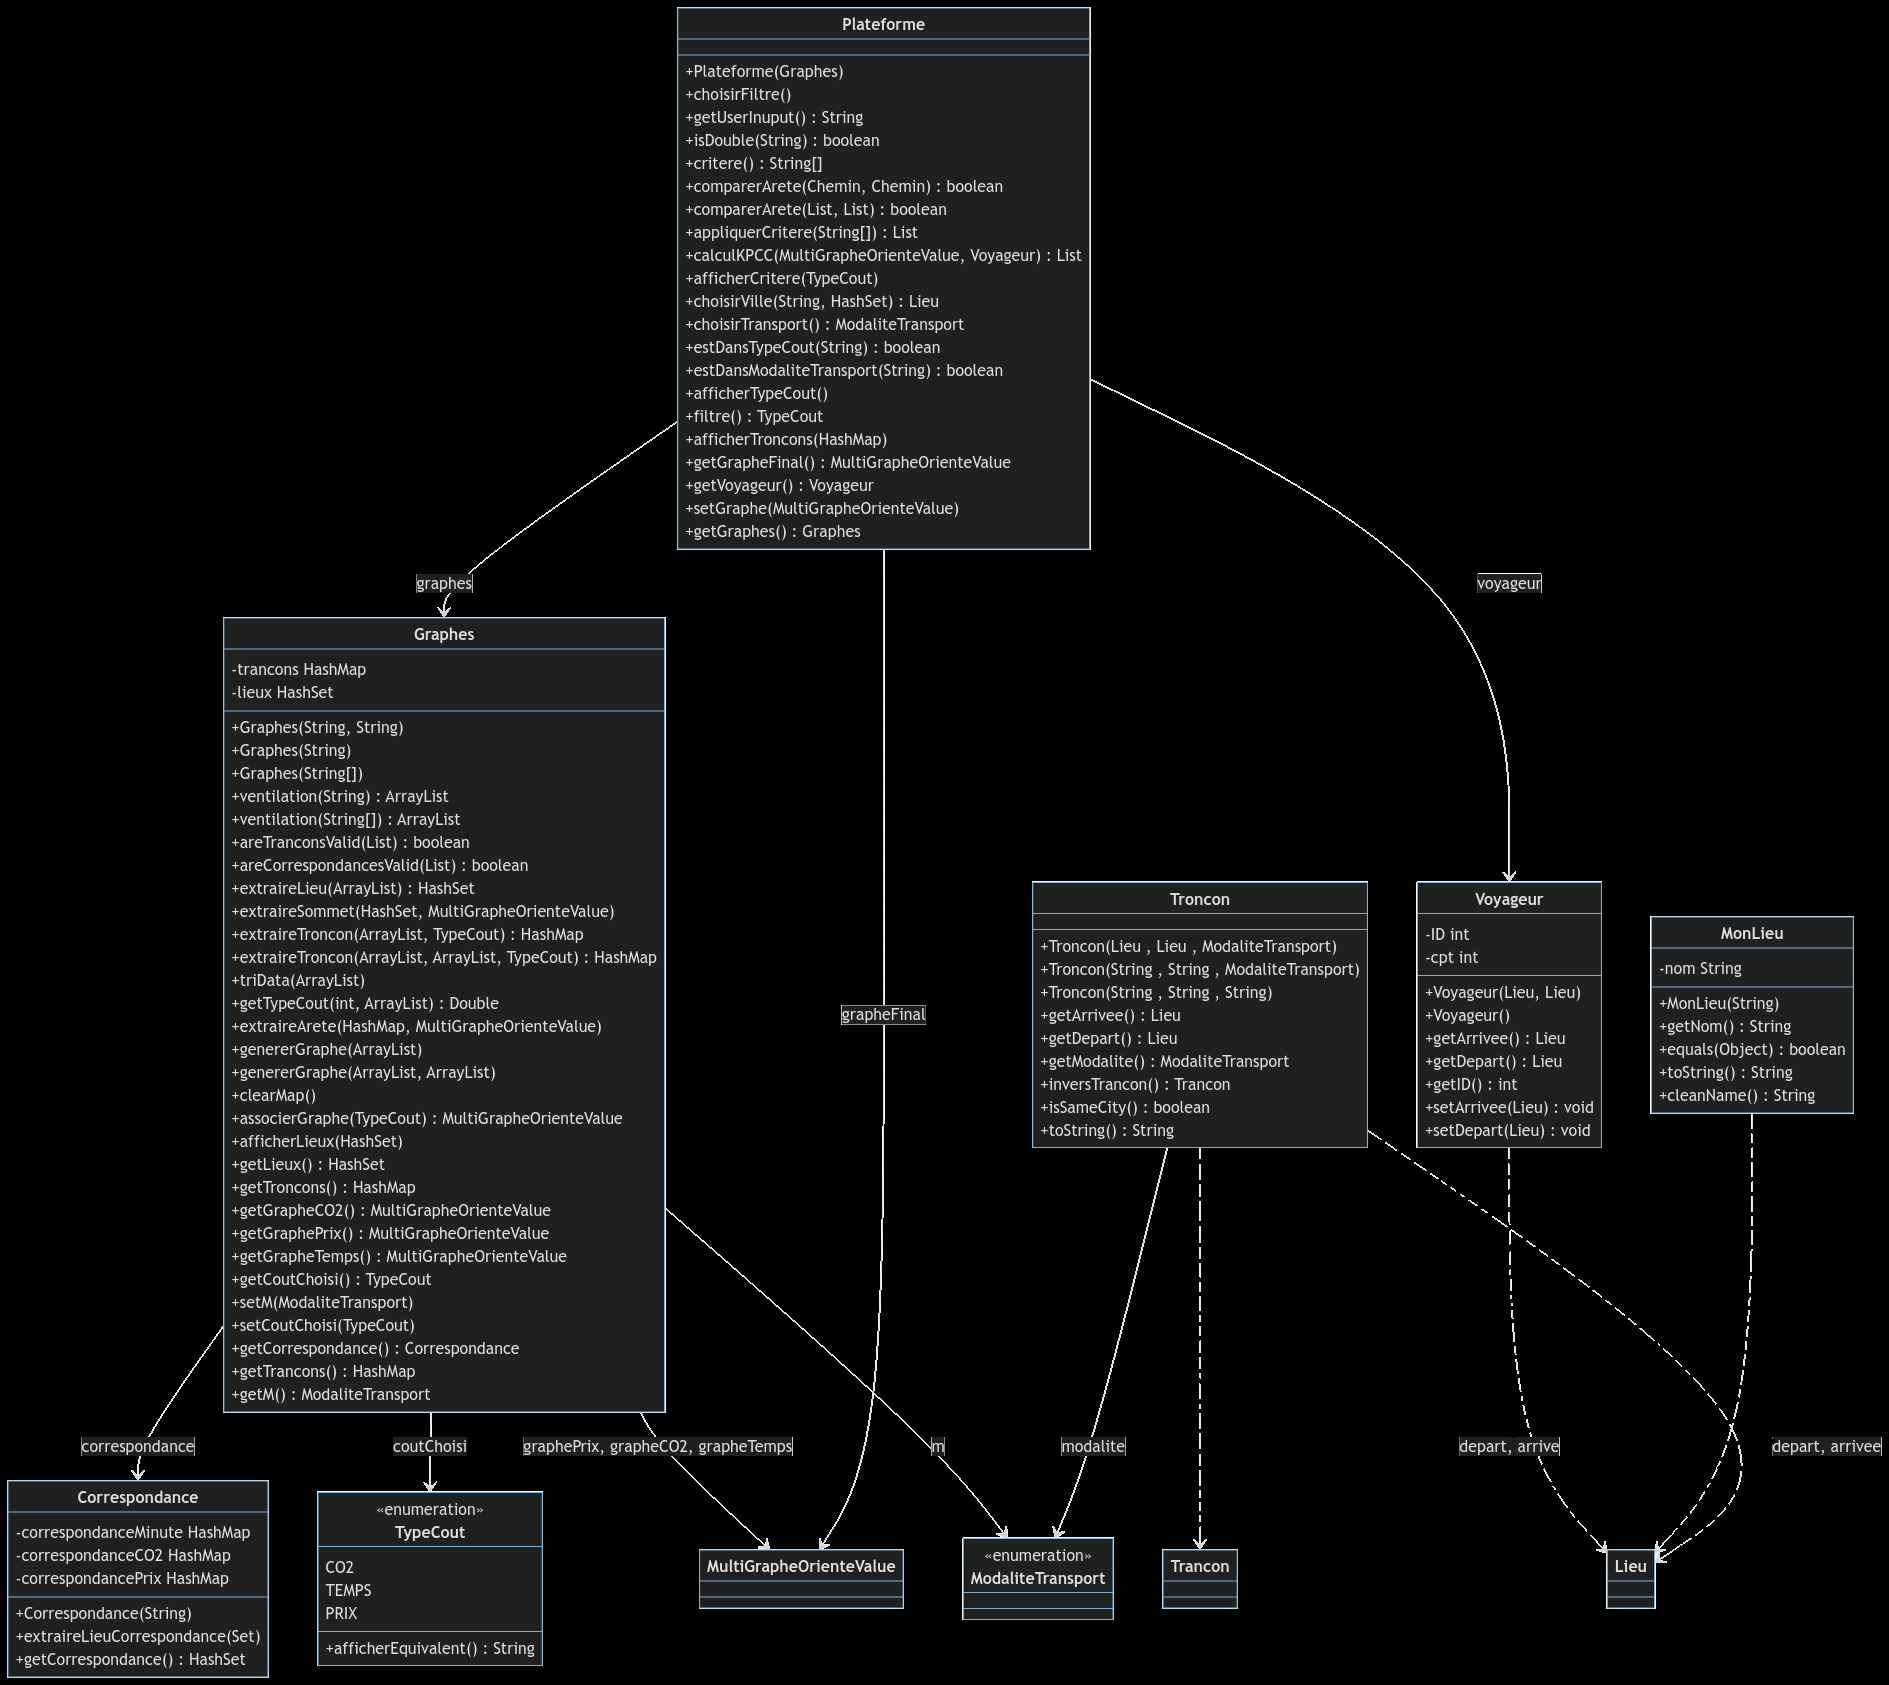 Plateforme
+Plateforme(Graphes)
+choisirFiltre()
+getUserInuput() : String
+isDouble(String) : boolean
+critere() : String[]
+comparerArete(Chemin, Chemin) : boolean
+comparerArete(List, List) : boolean
+appliquerCritere(String[]) : List
+calculKPCC(MultiGrapheOrienteValue, Voyageur) : List
+afficherCritere(TypeCout)
+choisirVille(String, HashSet) : Lieu
+choisirTransport() : ModaliteTransport
+estDansTypeCout(String) : boolean
+estDansModaliteTransport(String) : boolean
+afficherTypeCout()
+filtre() : TypeCout
+afficherTroncons(HashMap)
+getGrapheFinal() : MultiGrapheOrienteValue
+getVoyageur() : Voyageur
+setGraphe(MultiGrapheOrienteValue)
+getGraphes() : Graphes
graphes
voyageur
Graphes
-trancons HashMap
-lieux HashSet
+Graphes(String, String)
+Graphes(String)
+Graphes(String[])
+ventilation(String) : ArrayList
+ventilation(String[]) : ArrayList
+areTranconsValid(List) : boolean
+areCorrespondancesValid(List) : boolean
+extraireLieu(ArrayList) : HashSet
+extraireSommet(HashSet, MultiGrapheOrienteValue)
+extraireTroncon(ArrayList, TypeCout) : HashMap
+extraireTroncon(ArrayList, ArrayList, TypeCout) : HashMap
+triData(ArrayList)
+getTypeCout(int, ArrayList) : Double
+extraireArete(HashMap, MultiGrapheOrienteValue)
+genererGraphe(ArrayList)
+genererGraphe(ArrayList, ArrayList)
+clearMap()
+associerGraphe(TypeCout) : MultiGrapheOrienteValue
+afficherLieux(HashSet)
+getLieux() : HashSet
+getTroncons() : HashMap
+getGrapheCO2() : MultiGrapheOrienteValue
+getGraphePrix() : MultiGrapheOrienteValue
+getGrapheTemps() : MultiGrapheOrienteValue
+getCoutChoisi() : TypeCout
+setM(ModaliteTransport)
+setCoutChoisi(TypeCout)
+getCorrespondance() : Correspondance
+getTrancons() : HashMap
+getM() : ModaliteTransport
grapheFinal
Troncon
+Troncon(Lieu , Lieu , ModaliteTransport)
+Troncon(String , String , ModaliteTransport)
+Troncon(String , String , String)
+getArrivee() : Lieu
+getDepart() : Lieu
+getModalite() : ModaliteTransport
+inversTrancon() : Trancon
+isSameCity() : boolean
+toString() : String
Voyageur
-ID int
-cpt int
+Voyageur(Lieu, Lieu)
+Voyageur()
+getArrivee() : Lieu
+getDepart() : Lieu
+getID() : int
+setArrivee(Lieu) : void
+setDepart(Lieu) : void
MonLieu
-nom String
+MonLieu(String)
+getNom() : String
+equals(Object) : boolean
+toString() : String
+cleanName() : String
correspondance
coutChoisi
graphePrix, grapheCO2, grapheTemps
m
modalite
depart, arrive
depart, arrivee
Correspondance
-correspondanceMinute HashMap
-correspondanceCO2 HashMap
-correspondancePrix HashMap
+Correspondance(String)
+extraireLieuCorrespondance(Set)
+getCorrespondance() : HashSet
«enumeration»
TypeCout
CO2
TEMPS
PRIX
+afficherEquivalent() : String
MultiGrapheOrienteValue
«enumeration»
ModaliteTransport
Trancon
Lieu